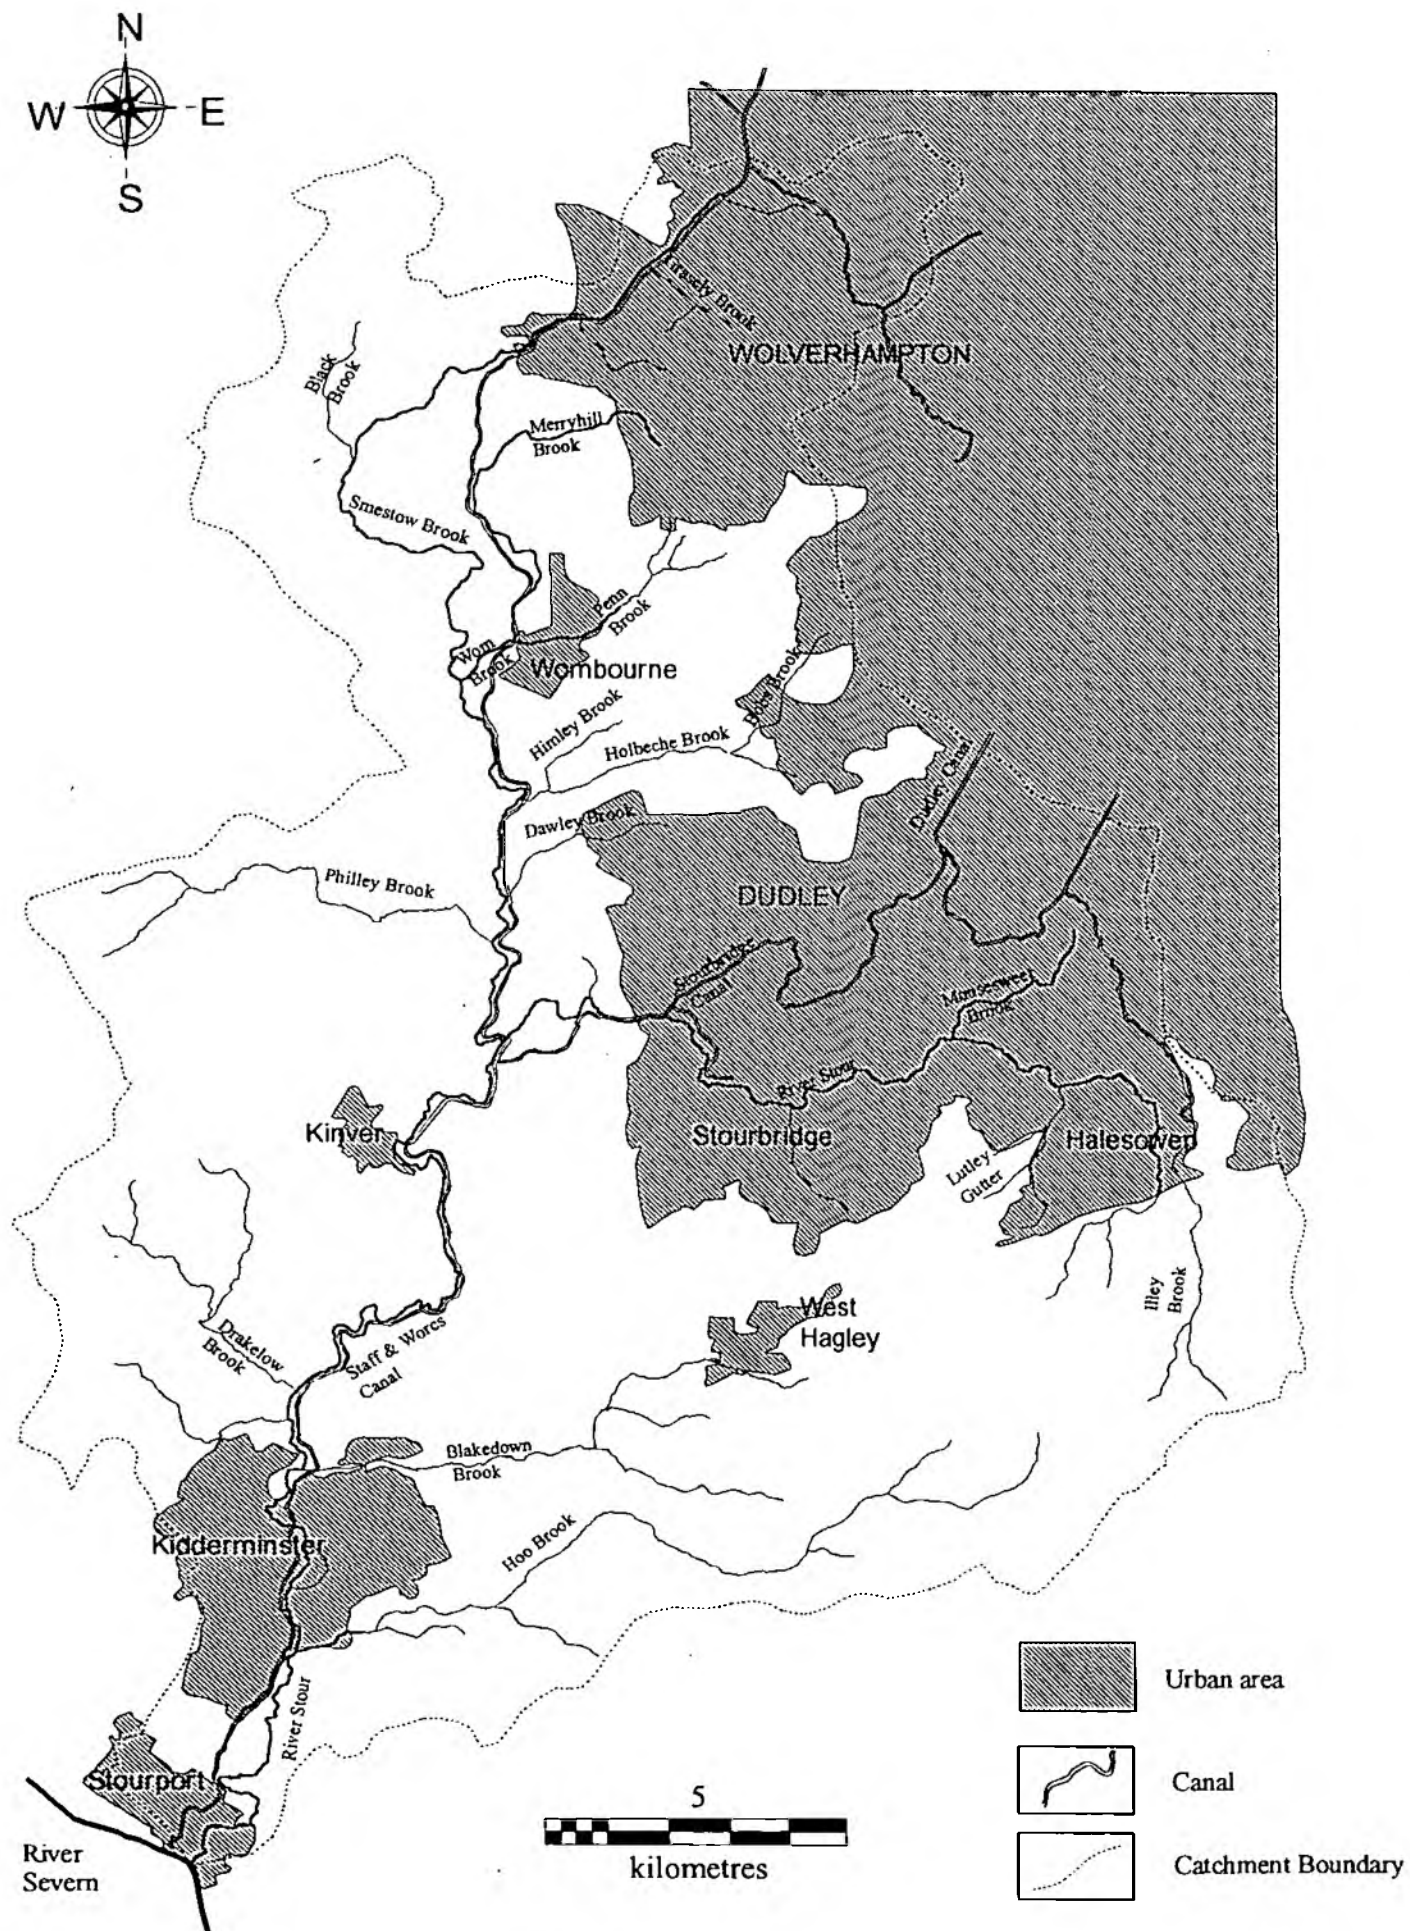 N
W E
S
Grasely Brook
WOLVERHAMPTON
Black
Brook
Merryhill
Brook
Smestow Brook
Penn
Brook
Wom
Brook
Wombourne
Himley Brook
Bobs Brook
Holbeche Brook
Dudley Canal
Dawley Brook
Philley Brook
DUDLEY
Stourbridge
Canal
Mousesweet
Brook
River Stour
Kinver
Stourbridge
Halesowen
Lutley
Gutter
Illey
Brook
West
Hagley
Drakelow
Brook
Staff & Worcs
Canal
Blakedown
Brook
Hoo Brook
Kidderminster
River Stour
Stourport
River
Severn
5
kilometres
Urban area
Canal
Catchment Boundary